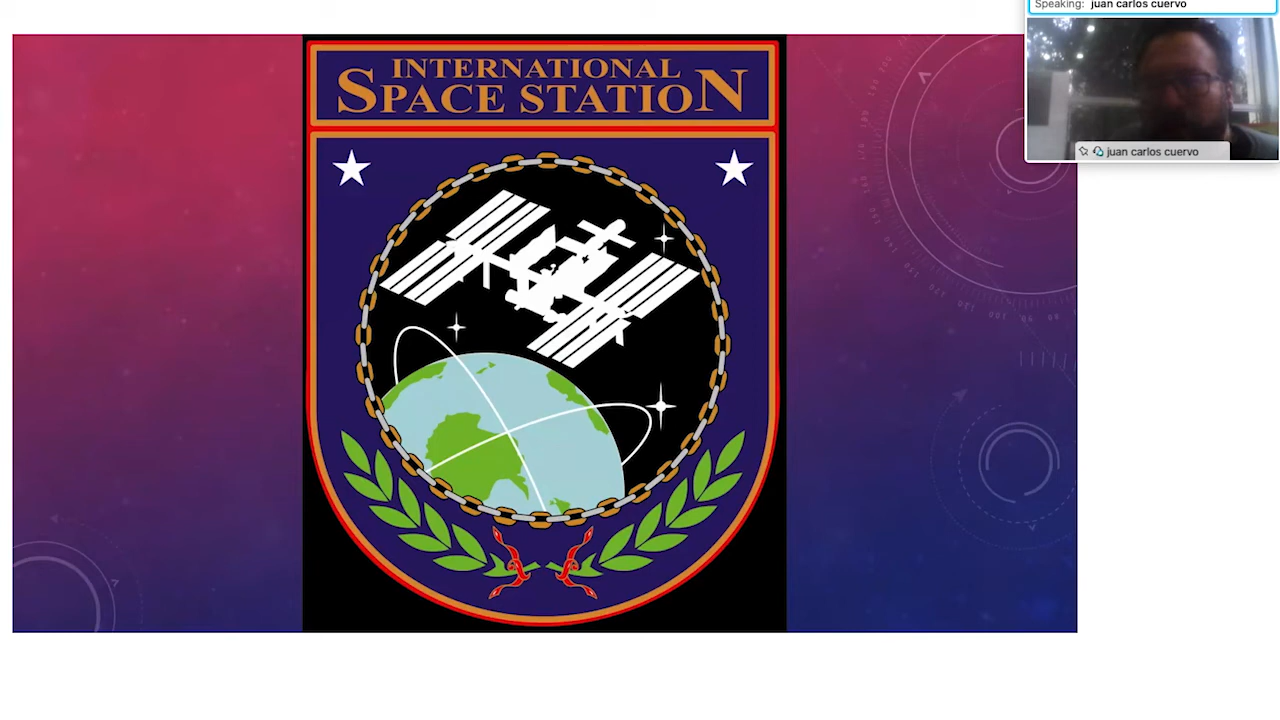 Speaking: juan carlos cuervo
INTERNATIONAL
SPACE STATION
juan carlos cuervo